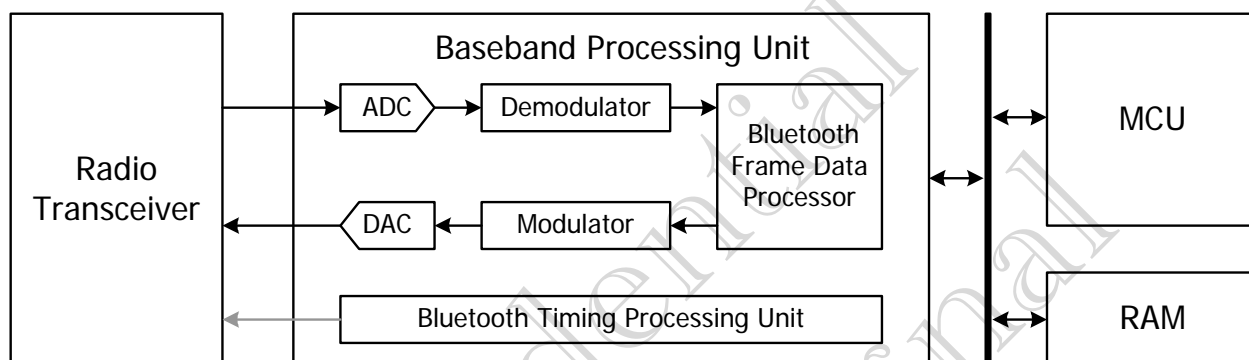 Baseband Processing Unit
ADC
Demodulator
MCU
Radio
Transceiver
Bluetooth
Frame Data
Processor
DAC
Modulator
Bluetooth Timing Processing Unit
RAM